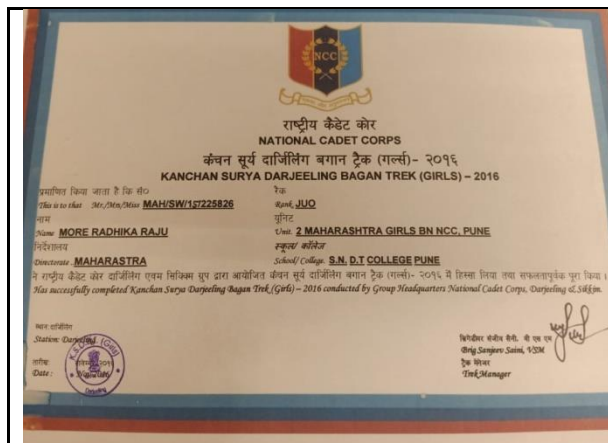 NCC
राष्ट्रीय कैडेट कोर
NATIONAL CADET CORPS
कंचन सूर्य दार्जिलिंग बगान ट्रैक (गर्ल्स)- २०१६
KANCHAN SURYA DARJEELING BAGAN TREK (GIRLS) – 2016
प्रमाणित किया जाता है कि सं० रैंक
This is to that Mr/Mrs/Miss MAH/SW/157225826 Rank JUO
नाम यूनिट
Name MORE RADHIKA RAJU Unit. 2 MAHARASHTRA GIRLS BN NCC, PUNE
निर्देशालय स्कूल/ कॉलेज
Directorate. MAHARASTRA School/ College. S.N. D.T COLLEGE PUNE
ने राष्ट्रीय कैडेट कोर दार्जिलिंग एवम सिक्किम ग्रुप द्वारा आयोजित कंचन सूर्य दार्जिलिंग बगान ट्रैक (गर्ल्स)- २०१६ में हिस्सा लिया तथा सफलतापूर्वक पूरा किया ।
Has successfully completed Kanchan Surya Darjeeling Bagan Trek (Girls) – 2016 conducted by Group Headquarters National Cadet Corps, Darjeeling & Sikkim.
स्थान: दार्जिलिंग
Station: Darjeeling
तारीख:
Date :
ब्रिगेडीयर संजीव सैनी, वी एस एम
Brig Sanjeev Saini, VSM
ट्रैक मैनेजर
Trek Manager